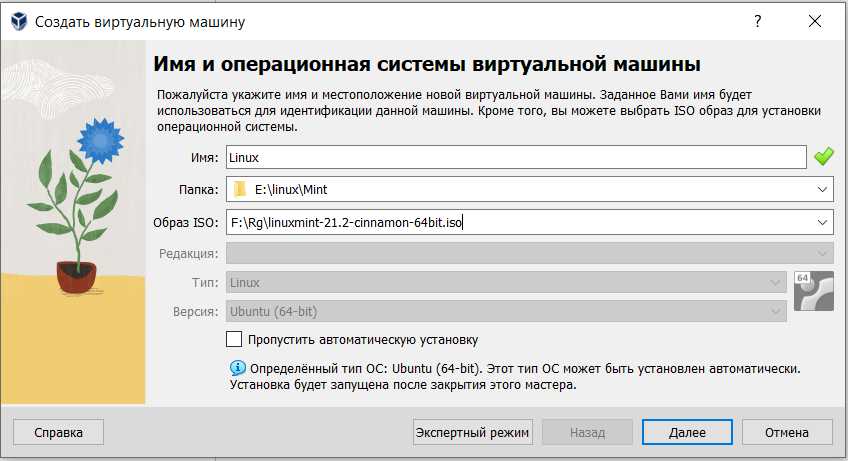 Создать виртуальную машину
?
Имя и операционная системы виртуальной машины
Пожалуйста укажите имя и местоположение новой виртуальной машины. Заданное Вами имя будет
использоваться для идентификации данной машины. Кроме того, вы можете выбрать ISO образ для установки
операционной системы.
Имя: Linux
Папка: E:\linux\Mint
Образ ISO: F:\Rg\linuxmint-21.2-cinnamon-64bit.iso
Редакция:
Тип: Linux
64
Версия: Ubuntu (64-bit)
Пропустить автоматическую установку
Определённый тип ОС: Ubuntu (64-bit). Этот тип ОС может быть установлен автоматически.
Установка будет запущена после закрытия этого мастера.
Справка Экспертный режим Назад Далее Отмена